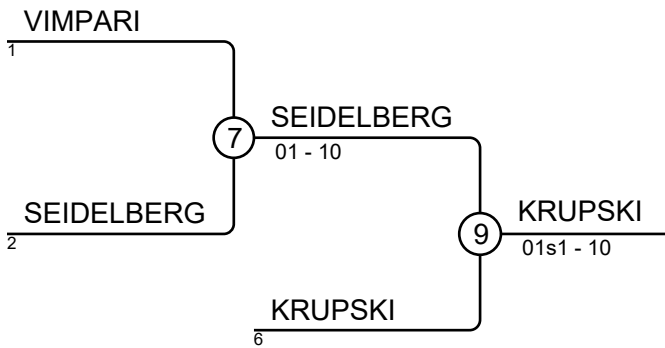 VIMPARI
1
7
SEIDELBERG
01 - 10
SEIDELBERG
2
9
KRUPSKI
01s1 - 10
KRUPSKI
6